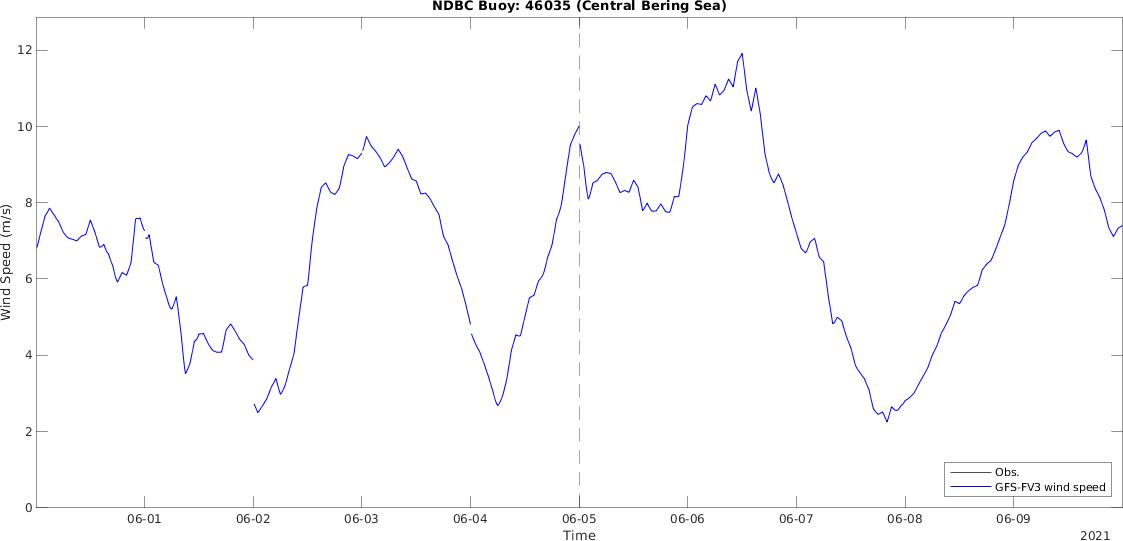 NDBC Buoy: 46035 (Central Bering Sea)
12
10
8
6
4
2
0
Wind Speed (m/s)
06-01 06-02 06-03 06-04 06-05 06-06 06-07 06-08 06-09
Time
2021
Obs.
GFS-FV3 wind speed